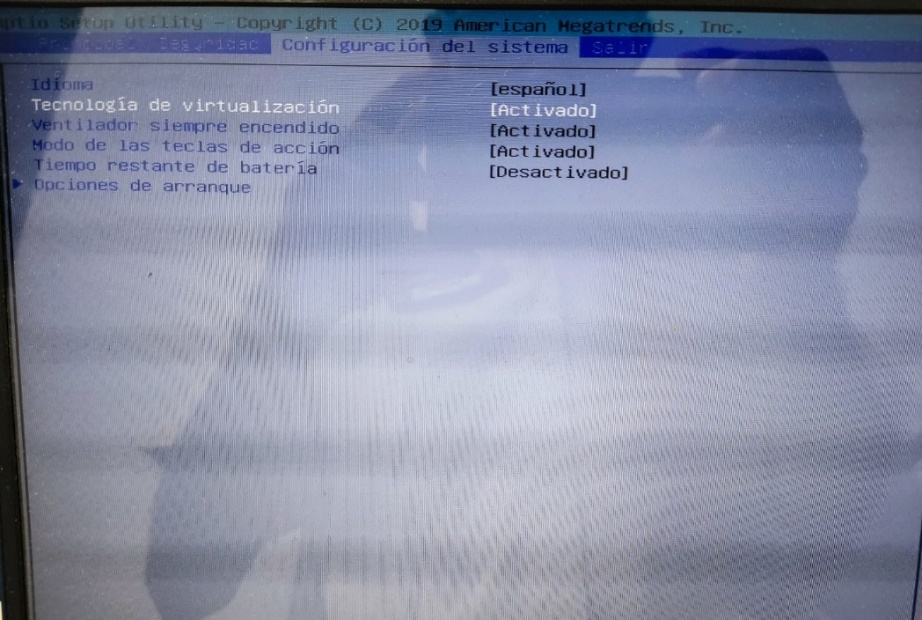 Aptio Setup Utility - Copyright (C) 2019 American Megatrends, Inc.
Principal Seguridad Configuración del sistema Salir
Idioma [español]
Tecnología de virtualización [Activado]
Ventilador siempre encendido [Activado]
Modo de las teclas de acción [Activado]
Tiempo restante de batería [Desactivado]
Opciones de arranque